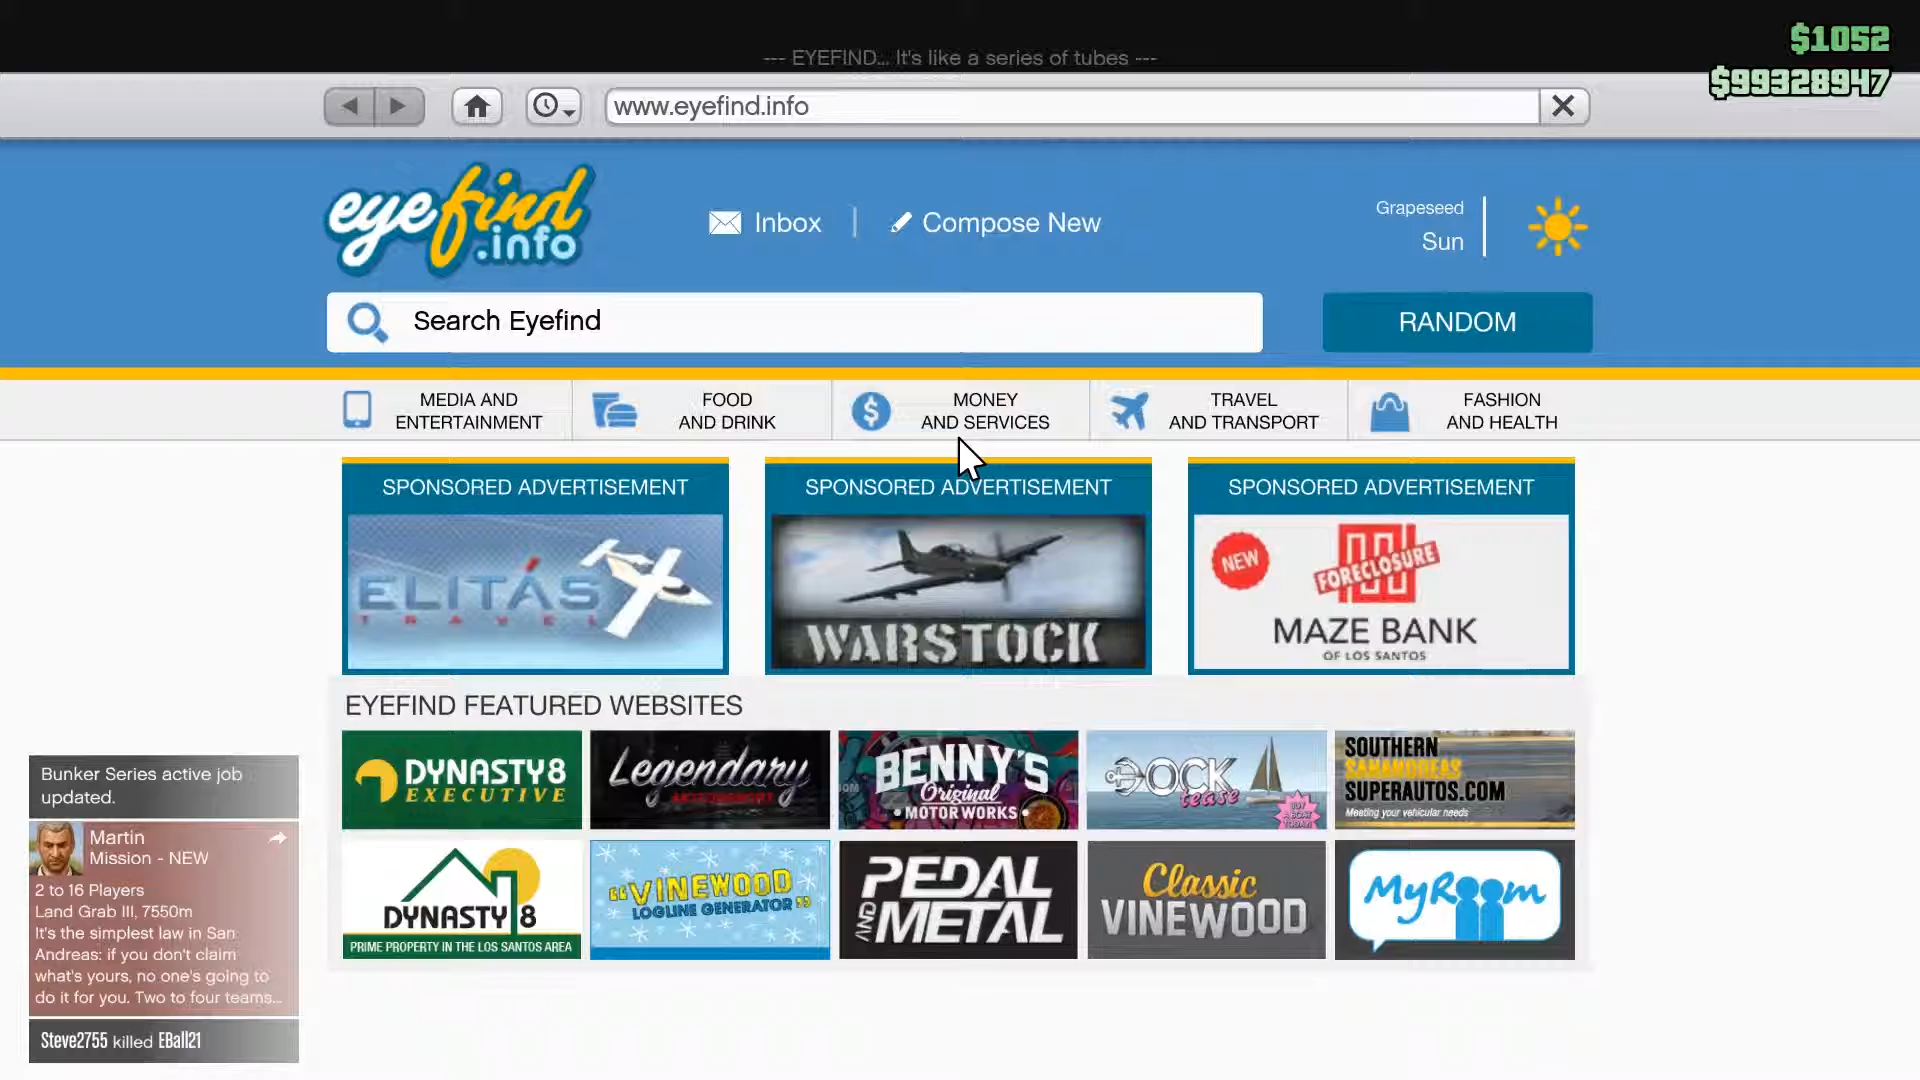 $1052
--- EYEFIND... It's like a series of tubes ---
$99328947
www.eyefind.info
eyefind
.info
Inbox
Compose New
Grapeseed
Sun
Search Eyefind
RANDOM
MEDIA AND
ENTERTAINMENT
FOOD
AND DRINK
MONEY
AND SERVICES
TRAVEL
AND TRANSPORT
FASHION
AND HEALTH
SPONSORED ADVERTISEMENT
SPONSORED ADVERTISEMENT
SPONSORED ADVERTISEMENT
ELITÁS
TRAVEL
WARSTOCK
NEW
FORECLOSURE
MAZE BANK
OF LOS SANTOS
EYEFIND FEATURED WEBSITES
DYNASTY8
EXECUTIVE
Legendary
MOTORSPORT
BENNY'S
Original
•MOTOR WORKS•
DOCK
tease
BUY
A BOAT
TODAY!
SOUTHERN
SANANDREAS
SUPERAUTOS.COM
Meeting your vehicular needs
DYNASTY 8
PRIME PROPERTY IN THE LOS SANTOS AREA
"VINEWOOD
LOGLINE GENERATOR"
PEDAL
AND METAL
Classic
VINEWOOD
MyRoom
Bunker Series active job
updated.
Martin
Mission - NEW
2 to 16 Players
Land Grab III, 7550m
It's the simplest law in San
Andreas: if you don't claim
what's yours, no one's going to
do it for you. Two to four teams...
Steve2755 killed EBall21